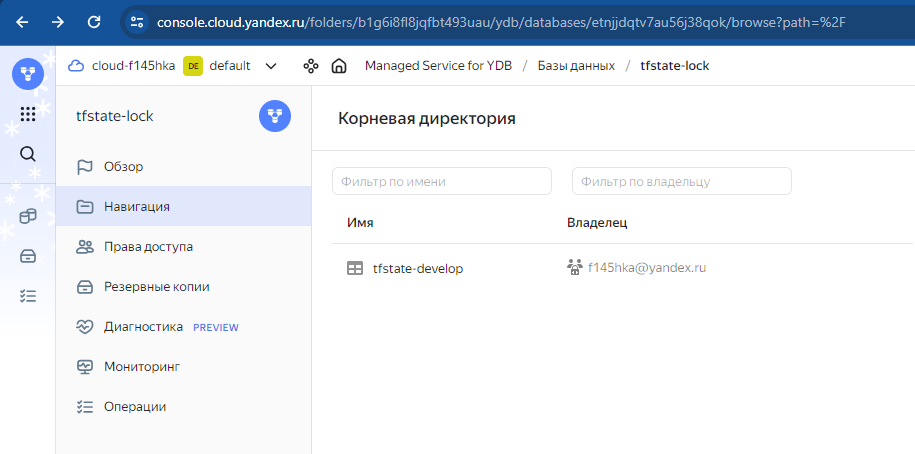 console.cloud.yandex.ru/folders/b1g6i8fl8jqfbt493uau/ydb/databases/etnjjdqtv7au56j38qok/browse?path=%2F
cloud-f145hka DE default Managed Service for YDB / Базы данных / tfstate-lock
tfstate-lock
Обзор
Навигация
Права доступа
Резервные копии
Диагностика PREVIEW
Мониторинг
Операции
Корневая директория
Фильтр по имени Фильтр по владельцу
Имя Владелец
tfstate-develop f145hka@yandex.ru